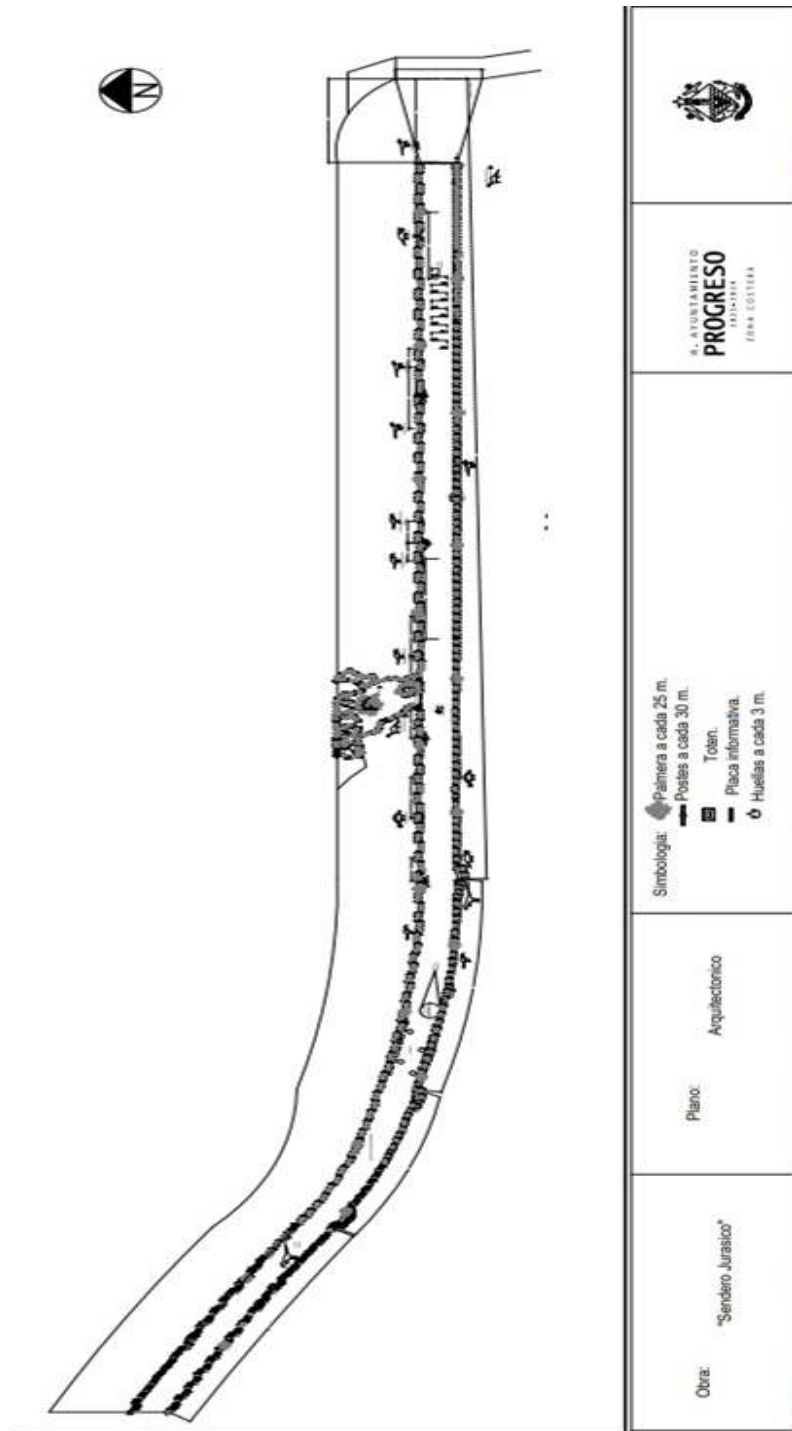 N
H. AYUNTAMIENTO
PROGRESO
ZONA COSTERA
Simbologia:
Palmera a cada 25 m.
Postes a cada 30 m.
Toten.
Placa informativa.
Huellas a cada 3 m.
Plano:
Arquitectonico
Obra:
"Sendero Jurasico"